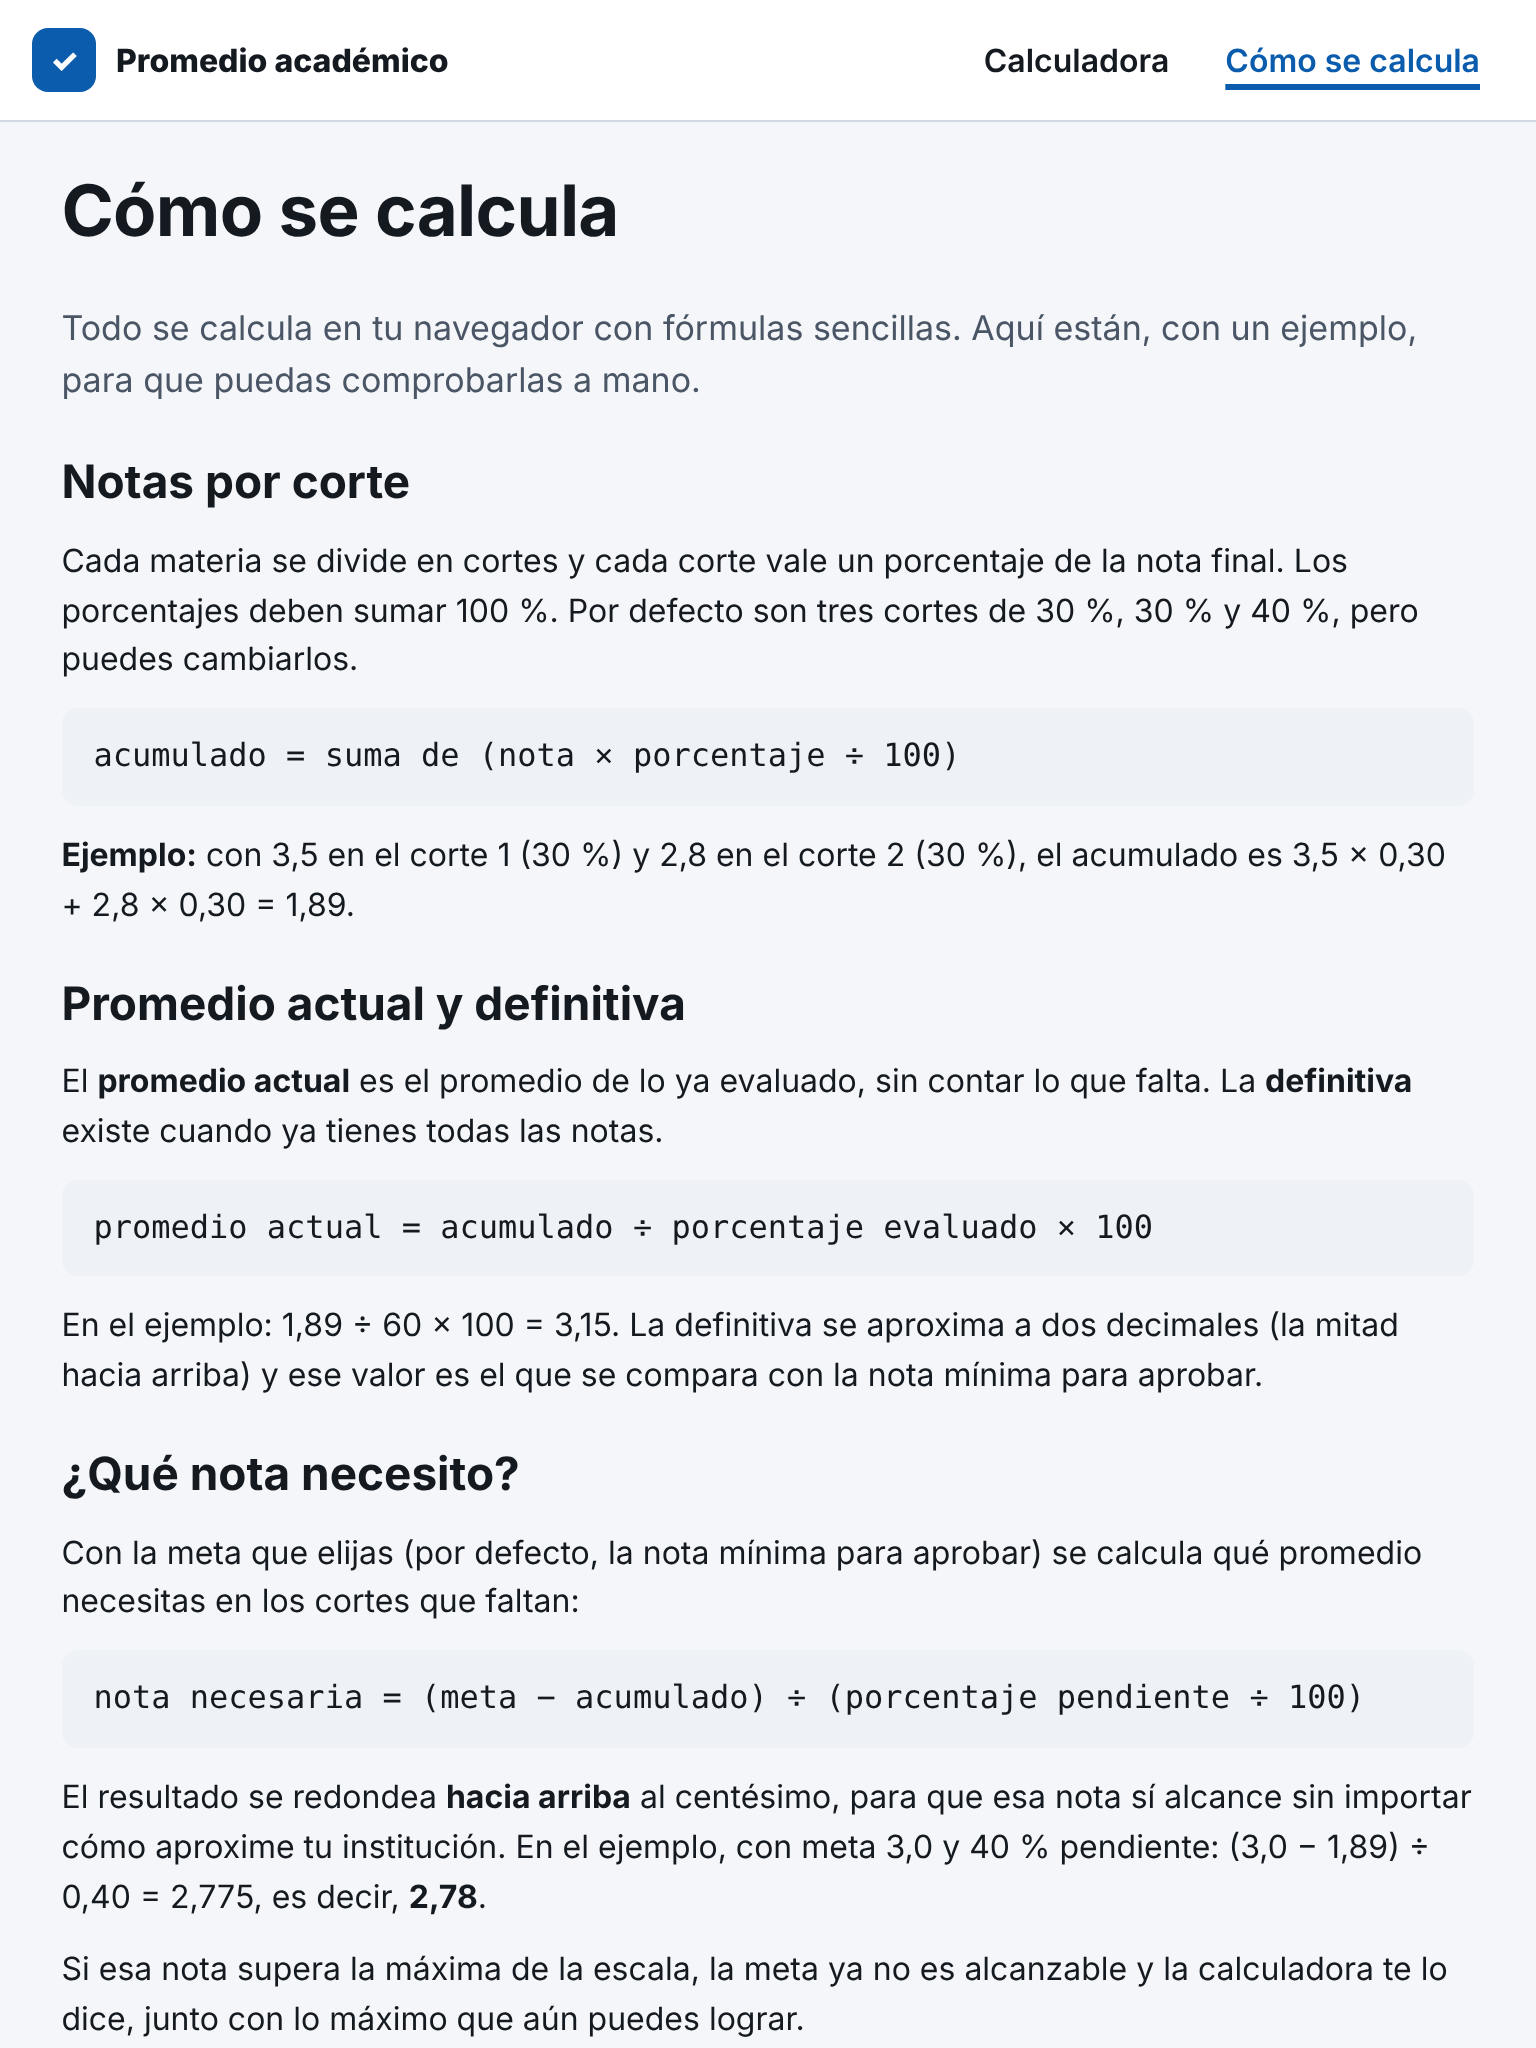 Promedio académico
Calculadora
Cómo se calcula
Cómo se calcula
Todo se calcula en tu navegador con fórmulas sencillas. Aquí están, con un ejemplo,
para que puedas comprobarlas a mano.
Notas por corte
Cada materia se divide en cortes y cada corte vale un porcentaje de la nota final. Los
porcentajes deben sumar 100 %. Por defecto son tres cortes de 30 %, 30 % y 40 %, pero
puedes cambiarlos.
acumulado = suma de (nota × porcentaje ÷ 100)
Ejemplo: con 3,5 en el corte 1 (30 %) y 2,8 en el corte 2 (30 %), el acumulado es 3,5 × 0,30
+ 2,8 × 0,30 = 1,89.
Promedio actual y definitiva
El promedio actual es el promedio de lo ya evaluado, sin contar lo que falta. La definitiva
existe cuando ya tienes todas las notas.
promedio actual = acumulado ÷ porcentaje evaluado × 100
En el ejemplo: 1,89 ÷ 60 × 100 = 3,15. La definitiva se aproxima a dos decimales (la mitad
hacia arriba) y ese valor es el que se compara con la nota mínima para aprobar.
¿Qué nota necesito?
Con la meta que elijas (por defecto, la nota mínima para aprobar) se calcula qué promedio
necesitas en los cortes que faltan:
nota necesaria = (meta − acumulado) ÷ (porcentaje pendiente ÷ 100)
El resultado se redondea hacia arriba al centésimo, para que esa nota sí alcance sin importar
cómo aproxime tu institución. En el ejemplo, con meta 3,0 y 40 % pendiente: (3,0 − 1,89) ÷
0,40 = 2,775, es decir, 2,78.
Si esa nota supera la máxima de la escala, la meta ya no es alcanzable y la calculadora te lo
dice, junto con lo máximo que aún puedes lograr.